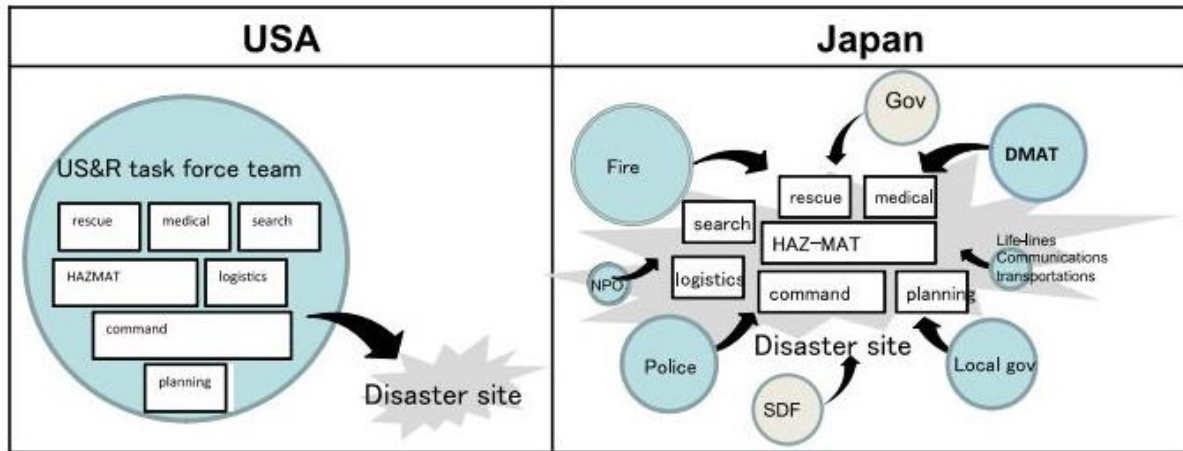 USA
Japan
US&R task force team
rescue
medical
search
HAZMAT
logistics
command
planning
Disaster site
Gov
Fire
DMAT
rescue
medical
search
HAZ-MAT
Life-lines
Communications
transportations
NPO
logistics
command
planning
Disaster site
Police
Local gov
SDF